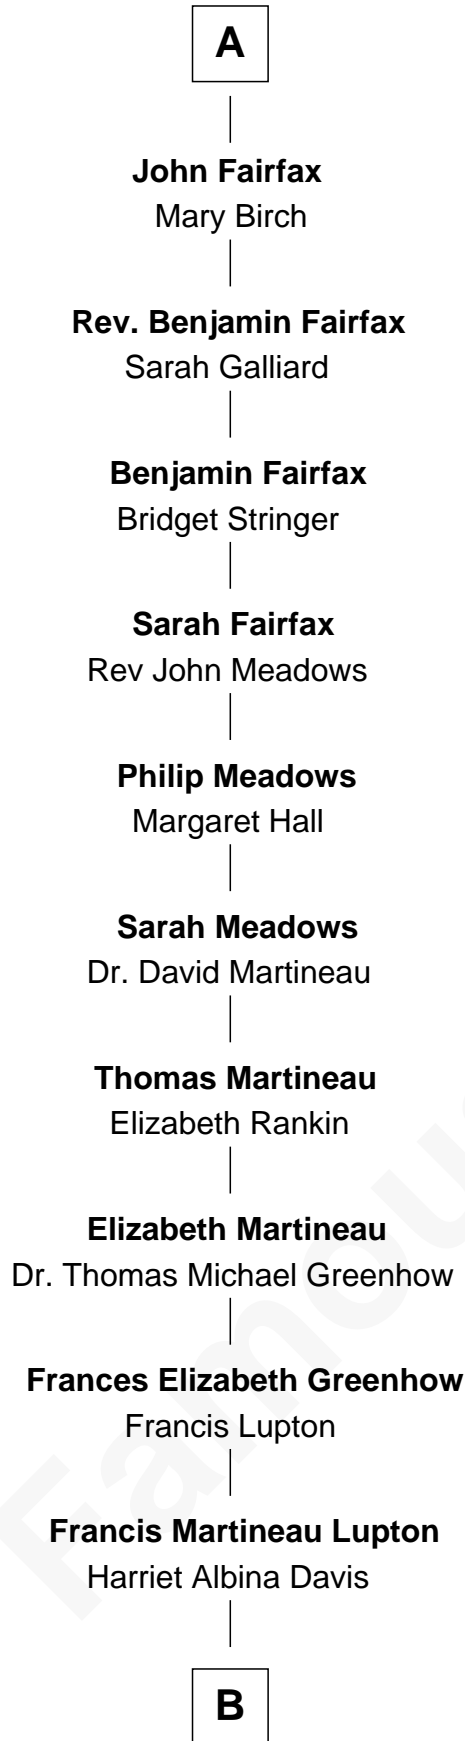 A
John Fairfax
Mary Birch
Rev. Benjamin Fairfax
Sarah Galliard
Benjamin Fairfax
Bridget Stringer
Sarah Fairfax
Rev John Meadows
Philip Meadows
Margaret Hall
Sarah Meadows
Dr. David Martineau
Thomas Martineau
Elizabeth Rankin
Elizabeth Martineau
Dr. Thomas Michael Greenhow
Frances Elizabeth Greenhow
Francis Lupton
Francis Martineau Lupton
Harriet Albina Davis
B